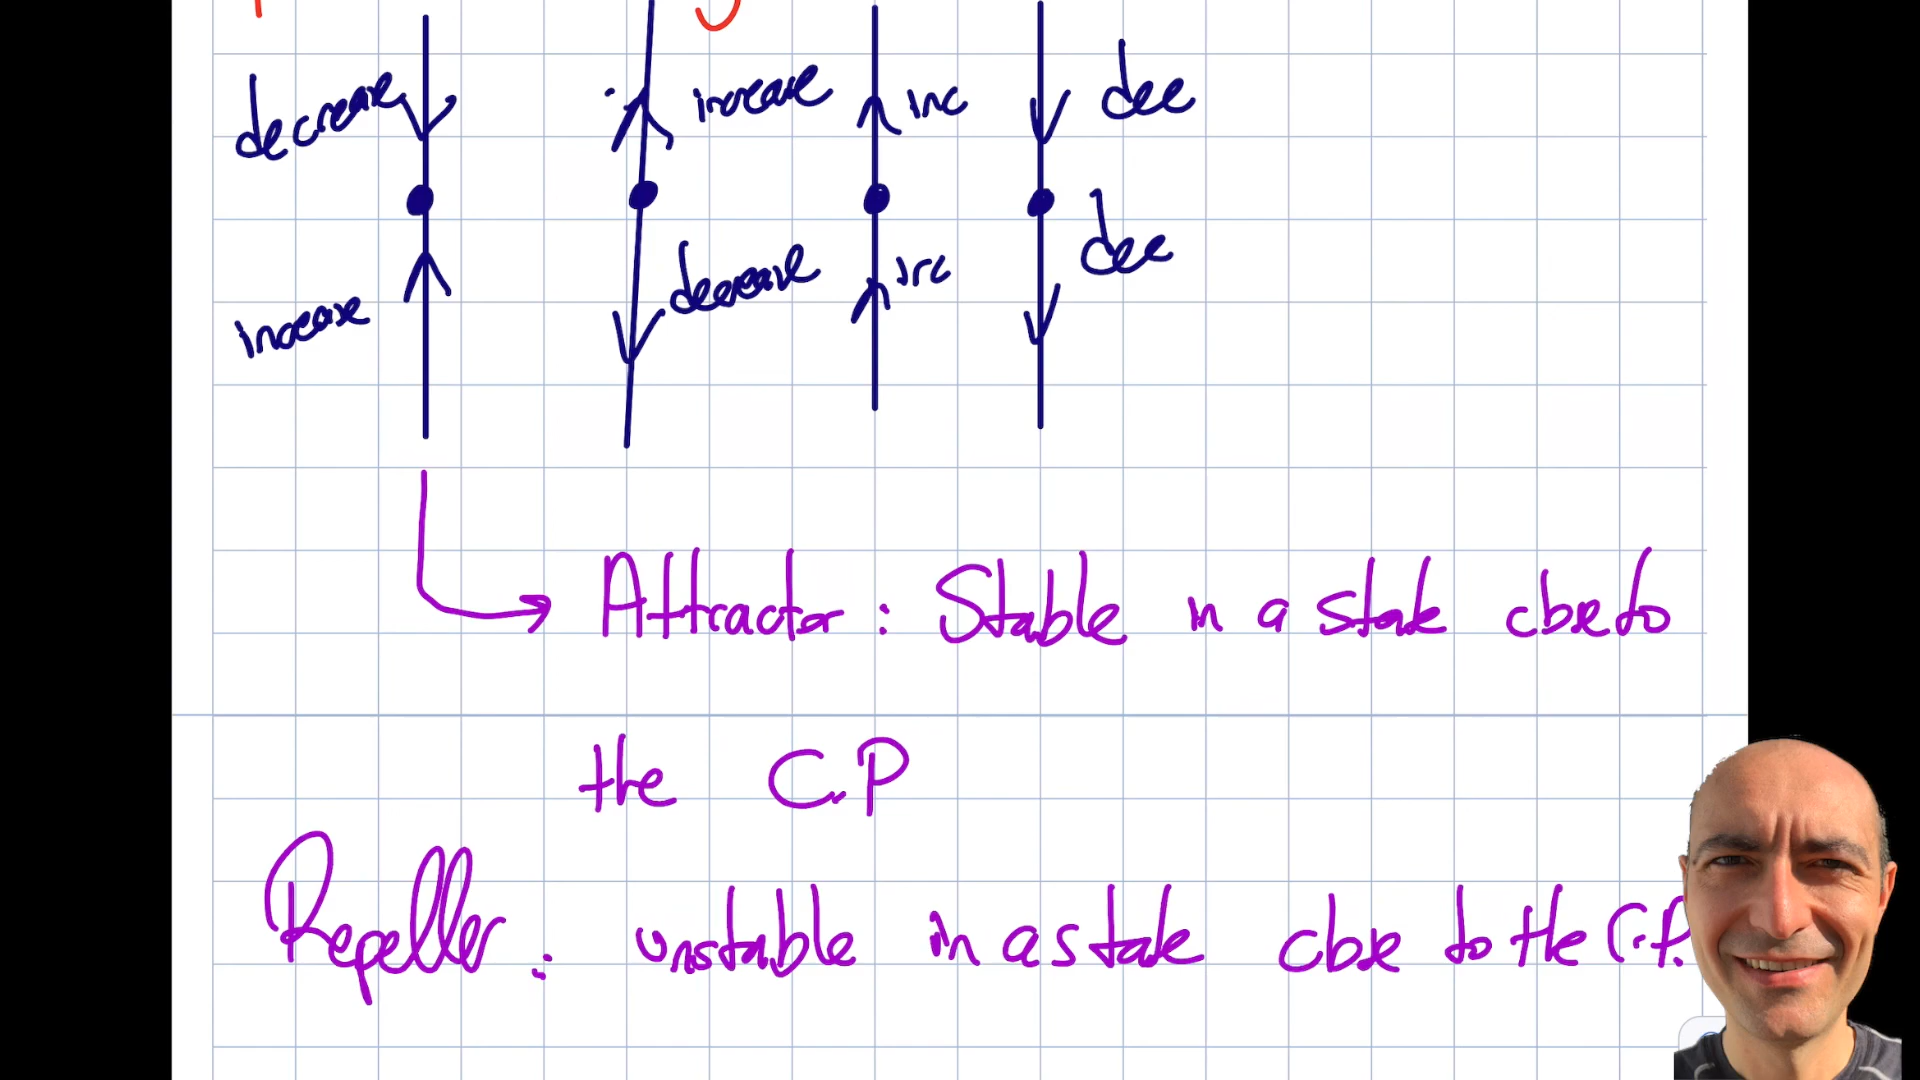 decrease increase inc dec
increase decrease inc dec
Attractor: Stable in a state close to
the C.P
Repeller: unstable in a state close to the C.P.